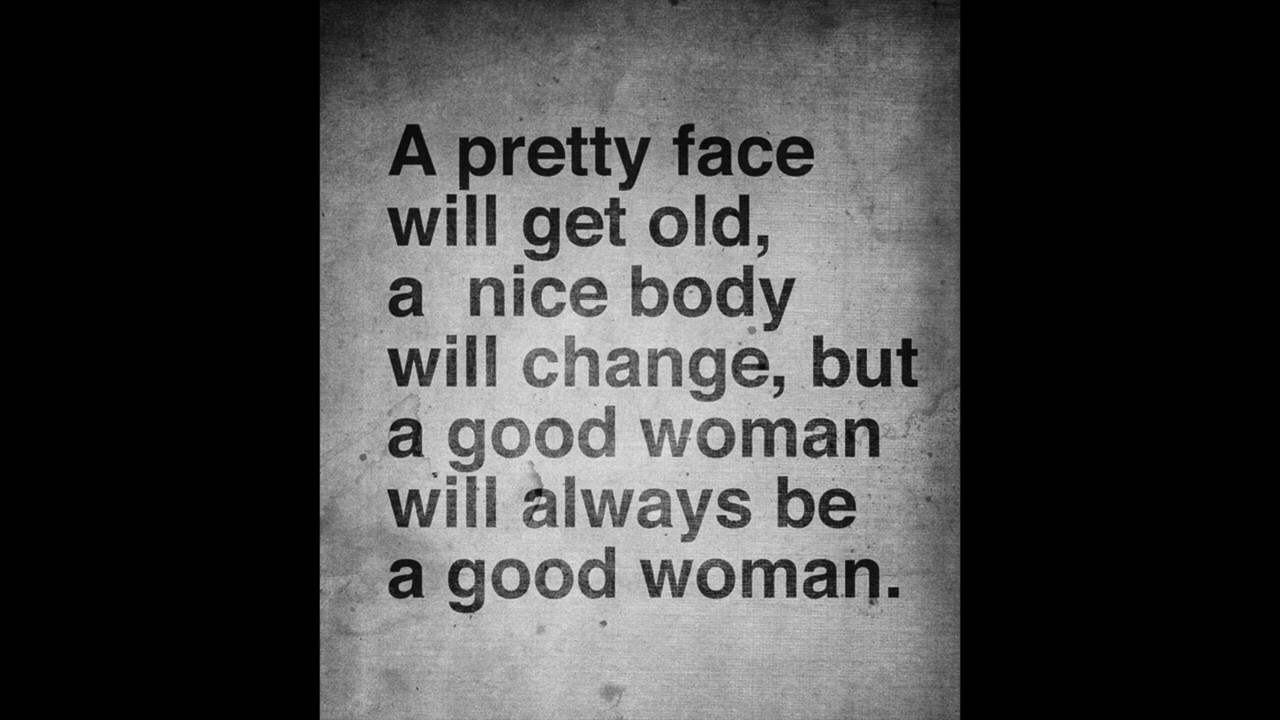 A pretty face
will get old,
a  nice body
will change, but
a good woman
will always be
a good woman.